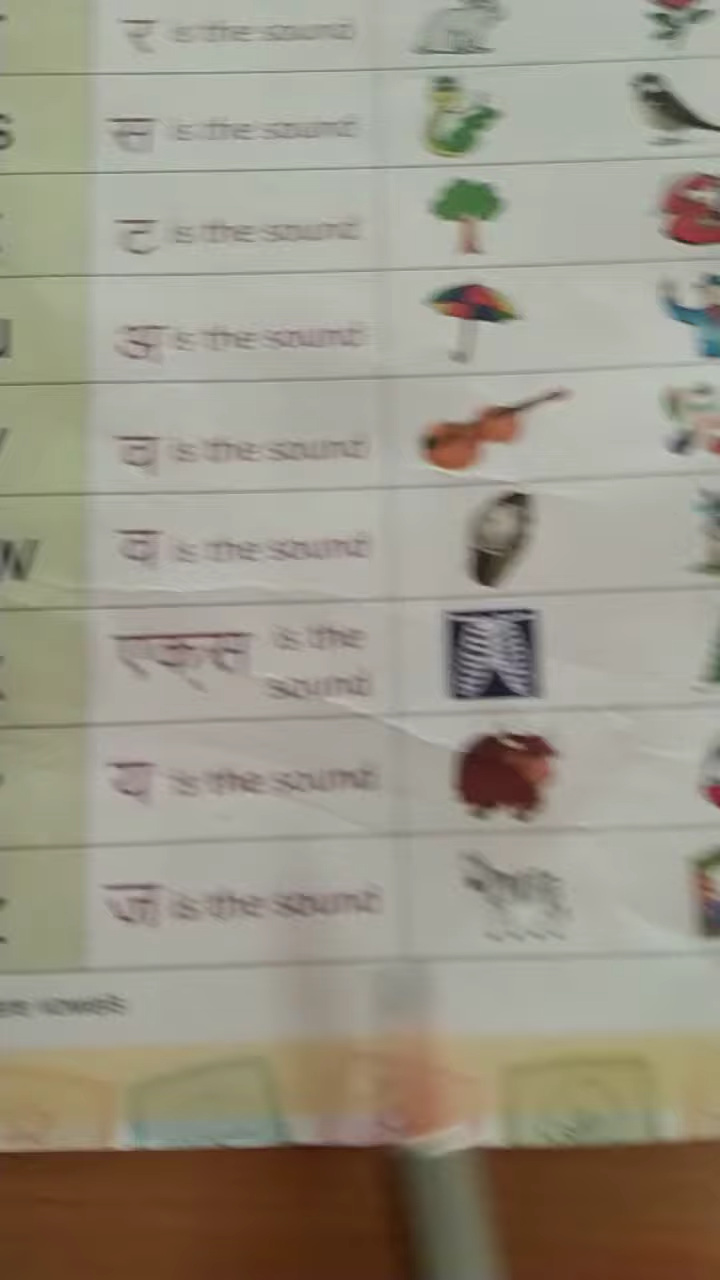 र is the sound
s स is the sound
ट is the sound
u अ is the sound
व is the sound
w व is the sound
एक्स is the
sound
य is the sound
ज is the sound
vowels